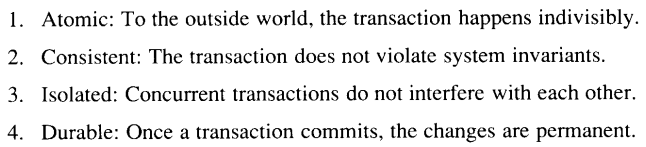 1. Atomic: To the outside world, the transaction happens indivisibly.
2. Consistent: The transaction does not violate system invariants.
3. Isolated: Concurrent transactions do not interfere with each other.
4. Durable: Once a transaction commits, the changes are permanent.